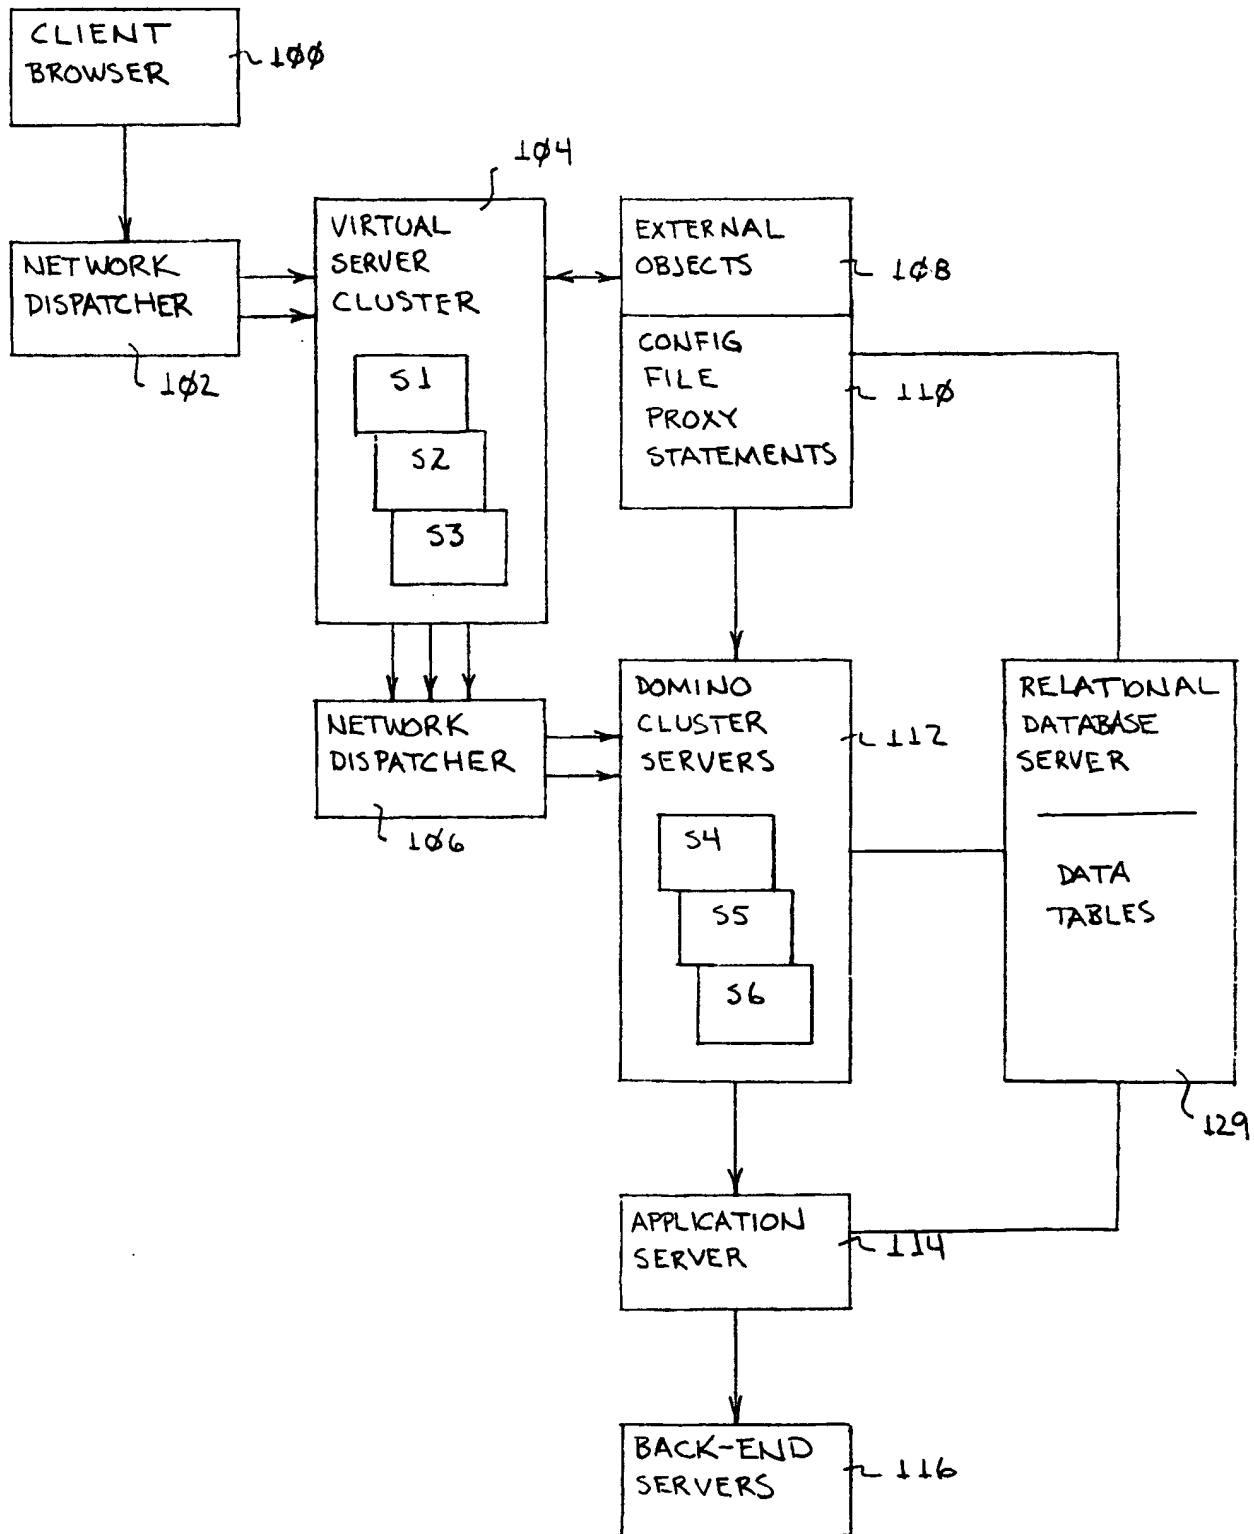 CLIENT
BROWSER
100
104
VIRTUAL
SERVER
CLUSTER
EXTERNAL
OBJECTS
108
NETWORK
DISPATCHER
102
CONFIG
FILE
PROXY
STATEMENTS
110
S1
S2
S3
NETWORK
DISPATCHER
106
DOMINO
CLUSTER
SERVERS
112
RELATIONAL
DATABASE
SERVER
DATA
TABLES
129
S4
S5
S6
APPLICATION
SERVER
114
BACK-END
SERVERS
116